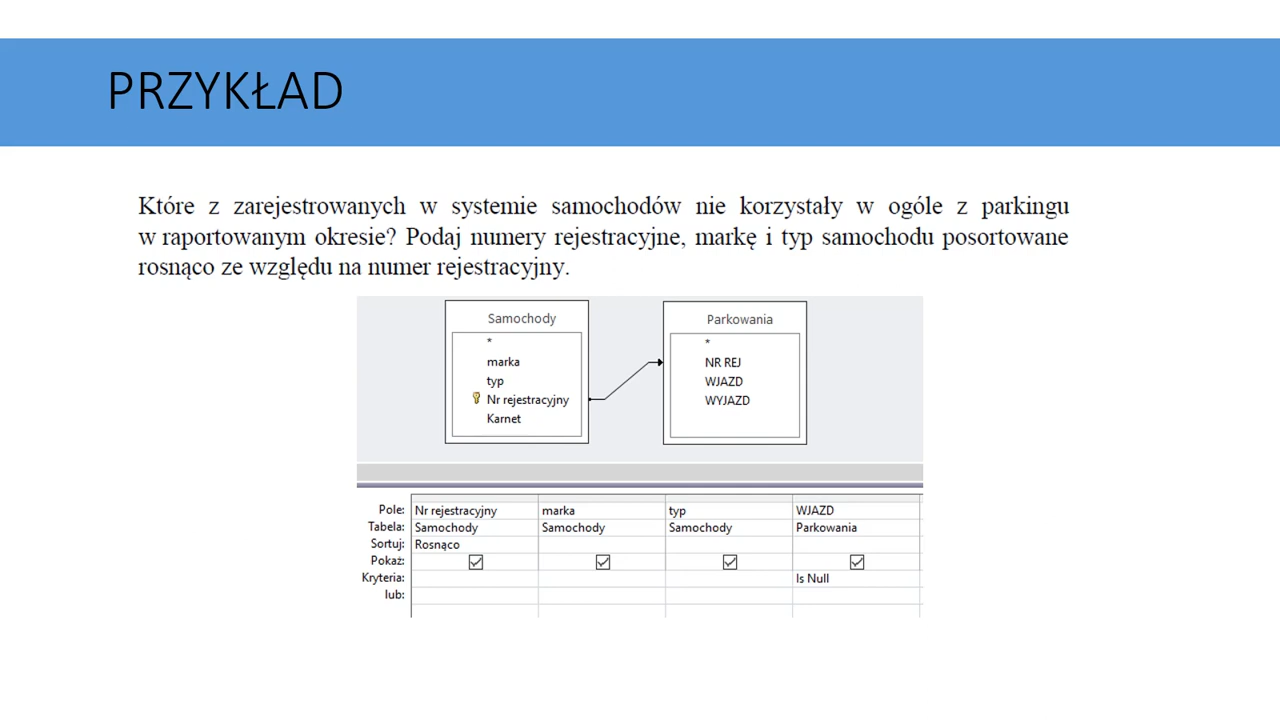 PRZYKŁAD
Które z zarejestrowanych w systemie samochodów nie korzystały w ogóle z parkingu
w raportowanym okresie? Podaj numery rejestracyjne, markę i typ samochodu posortowane
rosnąco ze względu na numer rejestracyjny.
Samochody
*
marka
typ
Nr rejestracyjny
Karnet
Parkowania
*
NR REJ
WJAZD
WYJAZD
Pole: Nr rejestracyjny marka typ WJAZD
Tabela: Samochody Samochody Samochody Parkowania
Sortuj: Rosnąco
Pokaż:
Kryteria: Is Null
lub: